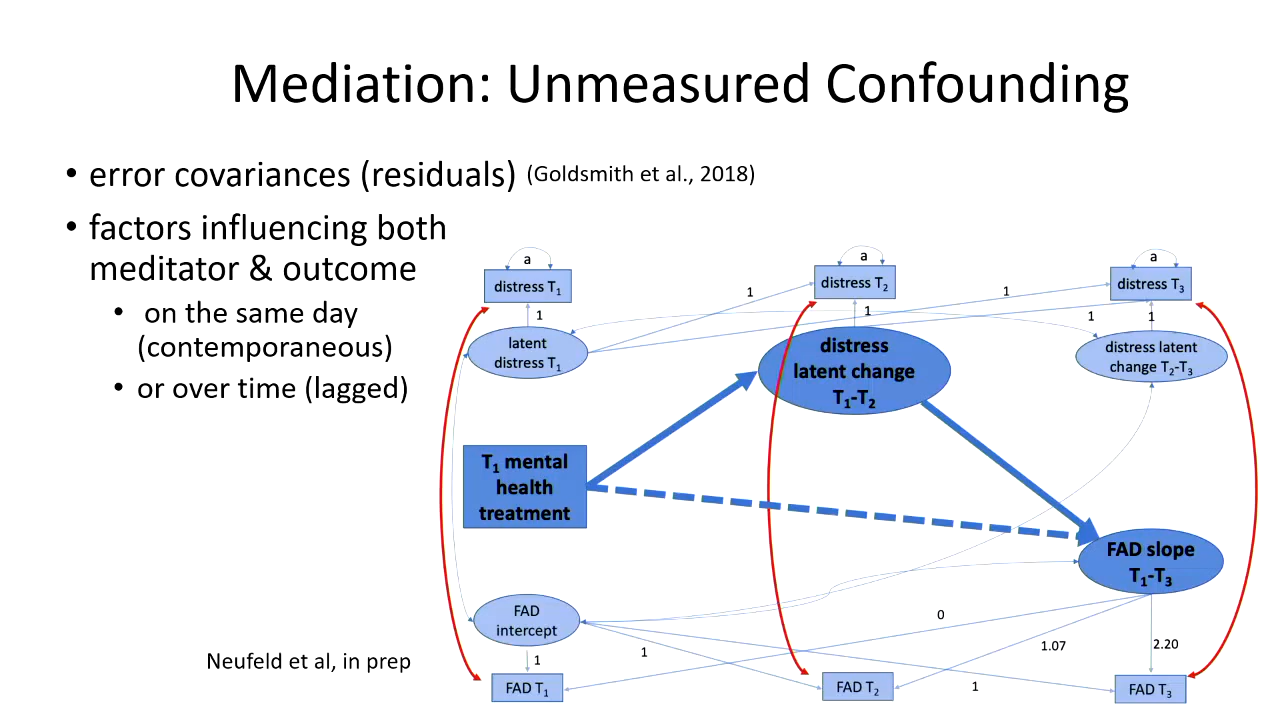 Mediation: Unmeasured Confounding
• error covariances (residuals) (Goldsmith et al., 2018)
• factors influencing both
meditator & outcome
• on the same day
(contemporaneous)
• or over time (lagged)
Neufeld et al, in prep
a
a
a
distress T₁
distress T₂
distress T₃
1
1
1
1
1
1
latent
distress T₁
distress
latent change
T₁-T₂
distress latent
change T₂-T₃
T₁ mental
health
treatment
FAD slope
T₁-T₃
FAD
intercept
0
1
1
1.07
2.20
1
FAD T₁
FAD T₂
FAD T₃